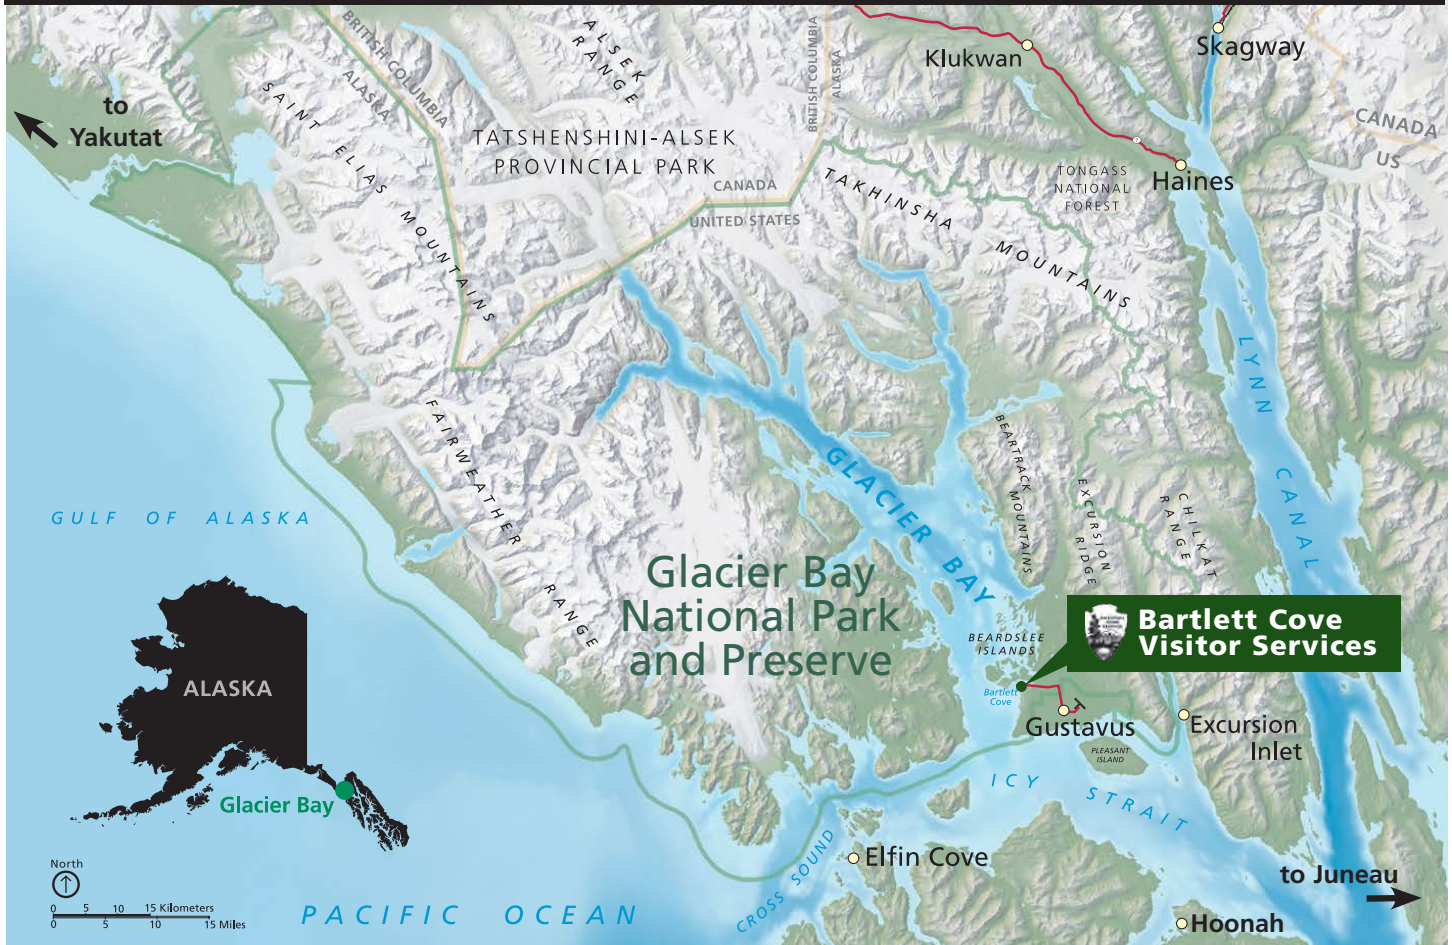 BRITISH COLUMBIA
ALASKA
ALSEK
RANGE
BRITISH COLUMBIA
ALASKA
Klukwan
Skagway
CANADA
US
to
Yakutat
SAINT ELIAS MOUNTAINS
TATSHENSHINI-ALSEK
PROVINCIAL PARK
CANADA
UNITED STATES
TAKHINSHA MOUNTAINS
TONGASS
NATIONAL
FOREST
Haines
LYNN CANAL
FAIRWEATHER RANGE
GLACIER BAY
BEARTRACK
MOUNTAINS
EXCURSION
RIDGE
CHILKAT
RANGE
GULF OF ALASKA
Glacier Bay
National Park
and Preserve
Bartlett Cove
Visitor Services
BEARDSLEE
ISLANDS
Bartlett
Cove
Gustavus
PLEASANT
ISLAND
Excursion
Inlet
ICY STRAIT
ALASKA
Glacier Bay
CROSS SOUND
Elfin Cove
to Juneau
Hoonah
North
0 5 10 15 Kilometers
0 5 10 15 Miles
PACIFIC OCEAN